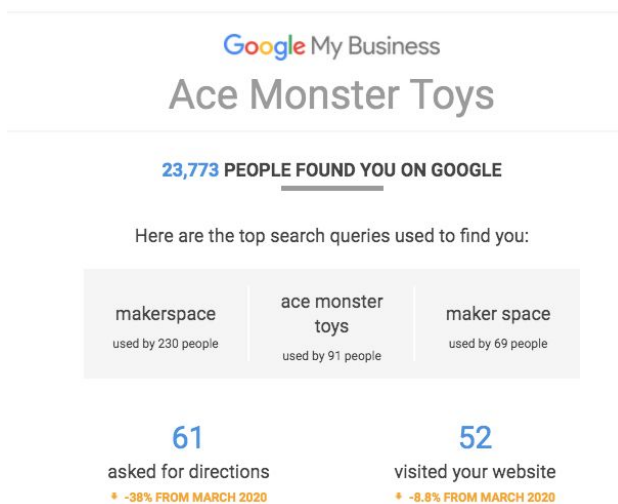 Google My Business
Ace Monster Toys
23,773 PEOPLE FOUND YOU ON GOOGLE
Here are the top search queries used to find you:
makerspace
used by 230 people
ace monster
toys
used by 91 people
maker space
used by 69 people
61
asked for directions
-38% FROM MARCH 2020
52
visited your website
-8.8% FROM MARCH 2020